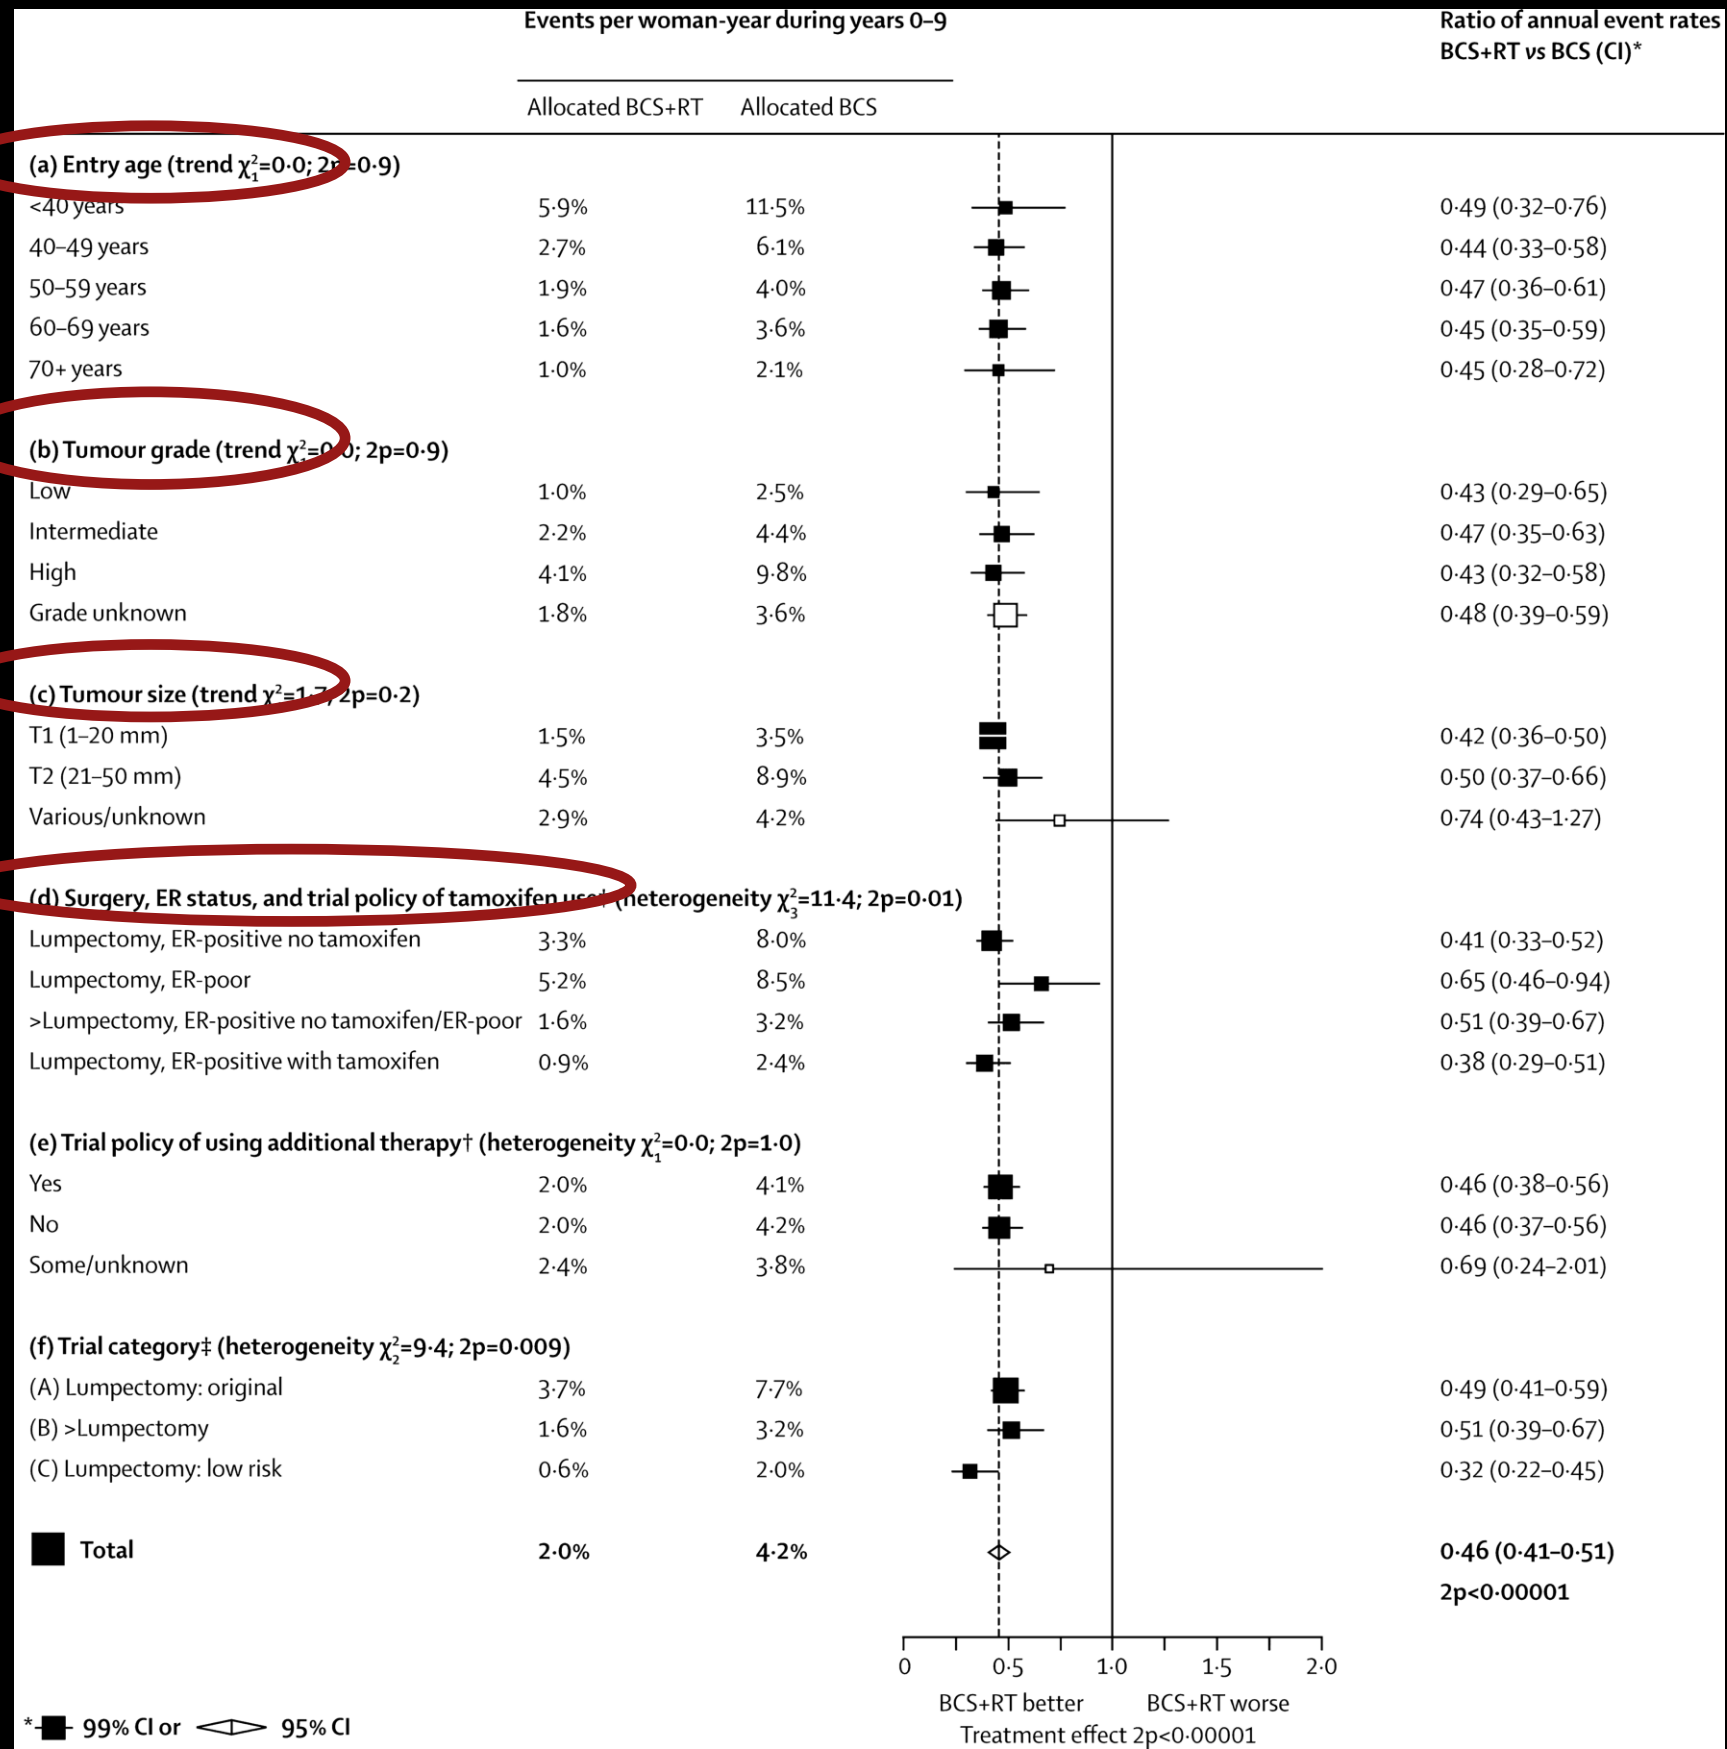 Events per woman-year during years 0–9
Ratio of annual event rates
BCS+RT vs BCS (CI)*
Allocated BCS+RT Allocated BCS
(a) Entry age (trend χ²₁=0·0; 2p=0·9)
<40 years 5·9% 11·5% 0·49 (0·32–0·76)
40–49 years 2·7% 6·1% 0·44 (0·33–0·58)
50–59 years 1·9% 4·0% 0·47 (0·36–0·61)
60–69 years 1·6% 3·6% 0·45 (0·35–0·59)
70+ years 1·0% 2·1% 0·45 (0·28–0·72)
(b) Tumour grade (trend χ²₁=0·0; 2p=0·9)
Low 1·0% 2·5% 0·43 (0·29–0·65)
Intermediate 2·2% 4·4% 0·47 (0·35–0·63)
High 4·1% 9·8% 0·43 (0·32–0·58)
Grade unknown 1·8% 3·6% 0·48 (0·39–0·59)
(c) Tumour size (trend χ²=1·7; 2p=0·2)
T1 (1–20 mm) 1·5% 3·5% 0·42 (0·36–0·50)
T2 (21–50 mm) 4·5% 8·9% 0·50 (0·37–0·66)
Various/unknown 2·9% 4·2% 0·74 (0·43–1·27)
(d) Surgery, ER status, and trial policy of tamoxifen use† (heterogeneity χ²₃=11·4; 2p=0·01)
Lumpectomy, ER-positive no tamoxifen 3·3% 8·0% 0·41 (0·33–0·52)
Lumpectomy, ER-poor 5·2% 8·5% 0·65 (0·46–0·94)
>Lumpectomy, ER-positive no tamoxifen/ER-poor 1·6% 3·2% 0·51 (0·39–0·67)
Lumpectomy, ER-positive with tamoxifen 0·9% 2·4% 0·38 (0·29–0·51)
(e) Trial policy of using additional therapy† (heterogeneity χ²₁=0·0; 2p=1·0)
Yes 2·0% 4·1% 0·46 (0·38–0·56)
No 2·0% 4·2% 0·46 (0·37–0·56)
Some/unknown 2·4% 3·8% 0·69 (0·24–2·01)
(f) Trial category‡ (heterogeneity χ²₂=9·4; 2p=0·009)
(A) Lumpectomy: original 3·7% 7·7% 0·49 (0·41–0·59)
(B) >Lumpectomy 1·6% 3·2% 0·51 (0·39–0·67)
(C) Lumpectomy: low risk 0·6% 2·0% 0·32 (0·22–0·45)
Total 2·0% 4·2% 0·46 (0·41–0·51)
2p<0·00001
0 0·5 1·0 1·5 2·0
BCS+RT better BCS+RT worse
Treatment effect 2p<0·00001
* 99% CI or 95% CI